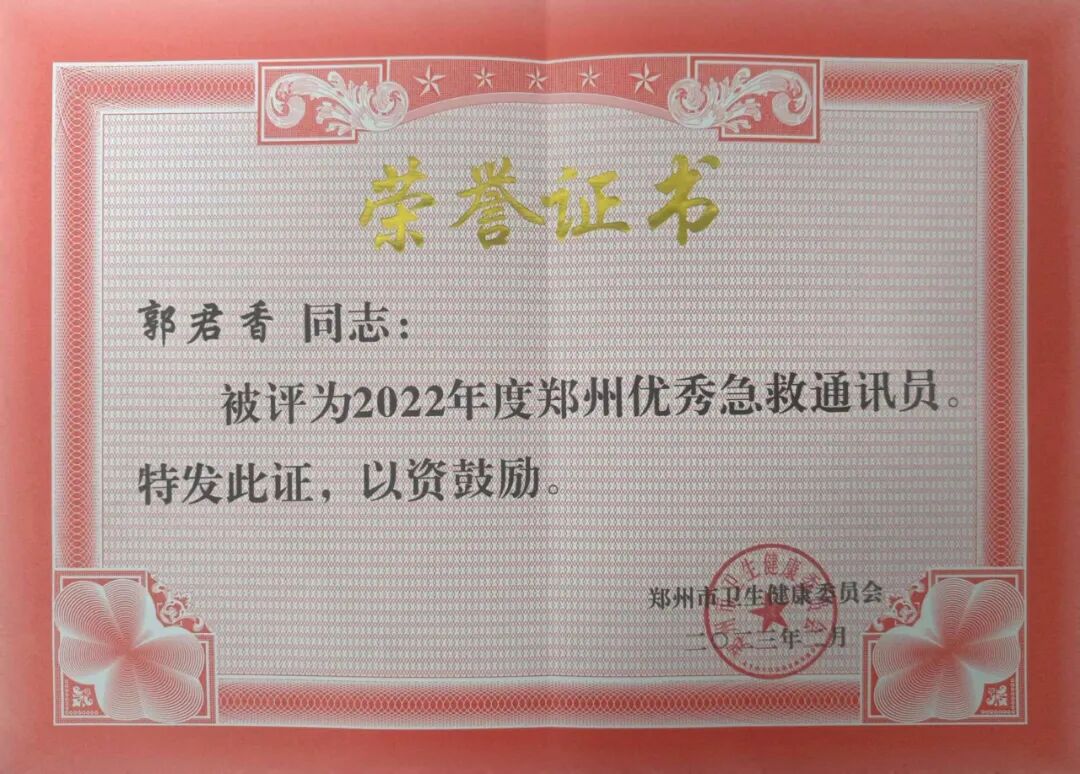 荣誉证书
郭君香 同志：
被评为2022年度郑州优秀急救通讯员。
特发此证，以资鼓励。
郑州市卫生健康委员会
二〇二三年 月